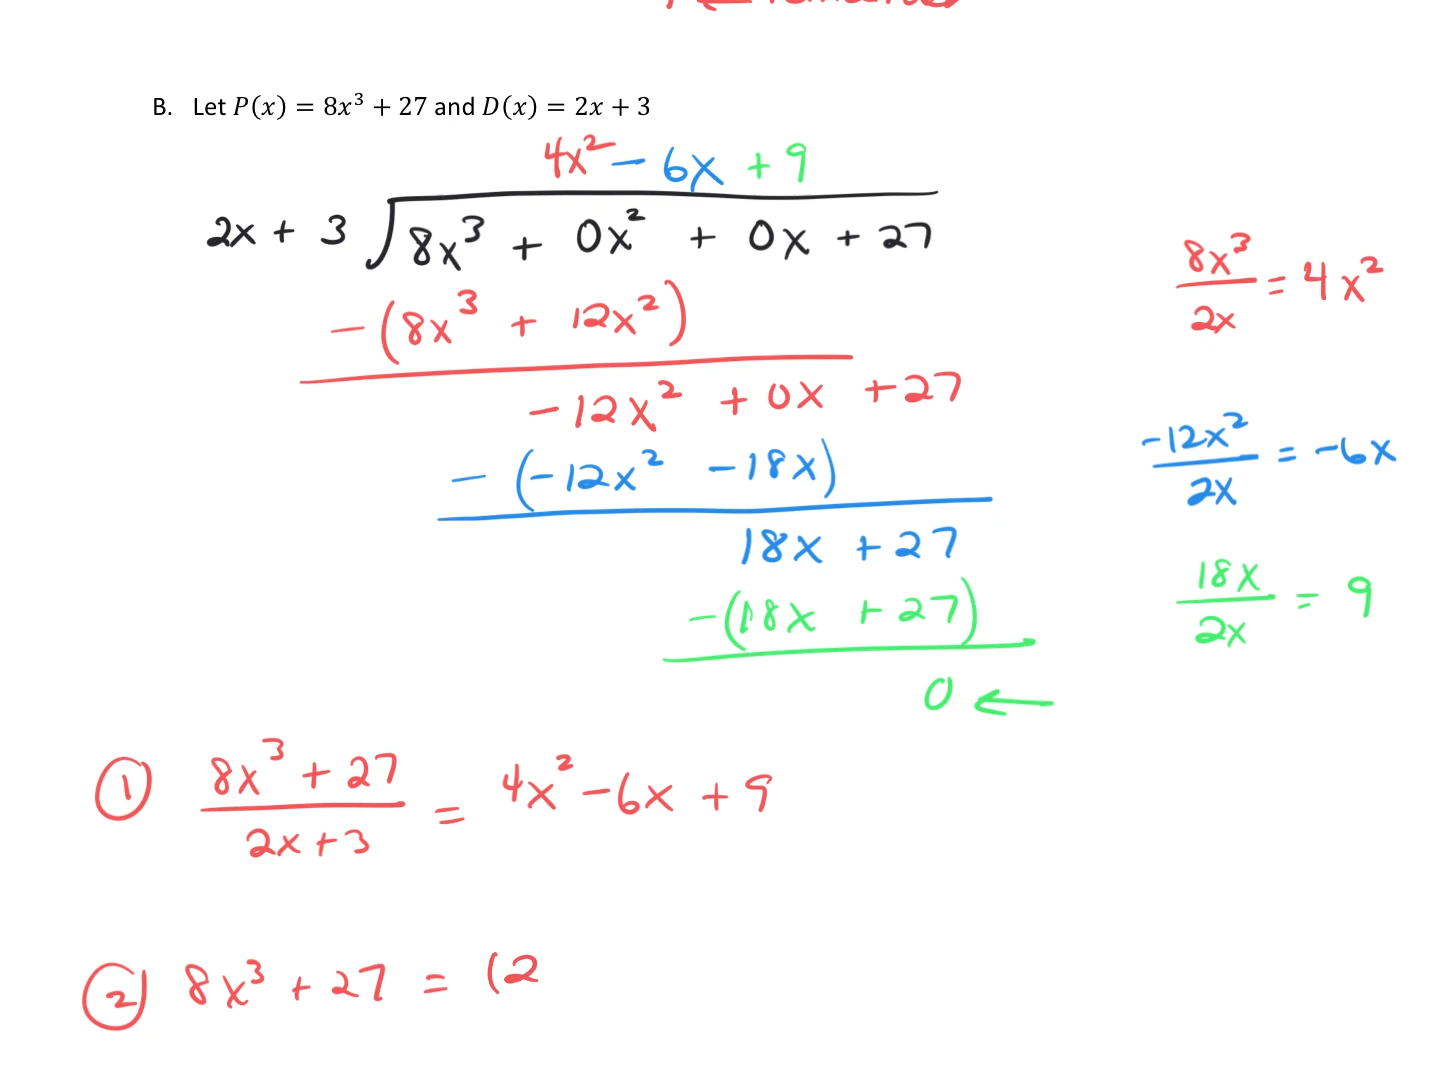 B. Let P(x) = 8x³ + 27 and D(x) = 2x + 3
4x² - 6x + 9
2x + 3 √ 8x³ + 0x² + 0x + 27
8x³/2x = 4x²
-(8x³ + 12x²)
-12x² + 0x + 27
-12x²/2x = -6x
-(-12x² - 18x)
18x + 27
18x/2x = 9
-(18x + 27)
0 ←
① 8x³ + 27 / 2x + 3 = 4x² - 6x + 9
② 8x³ + 27 = (2